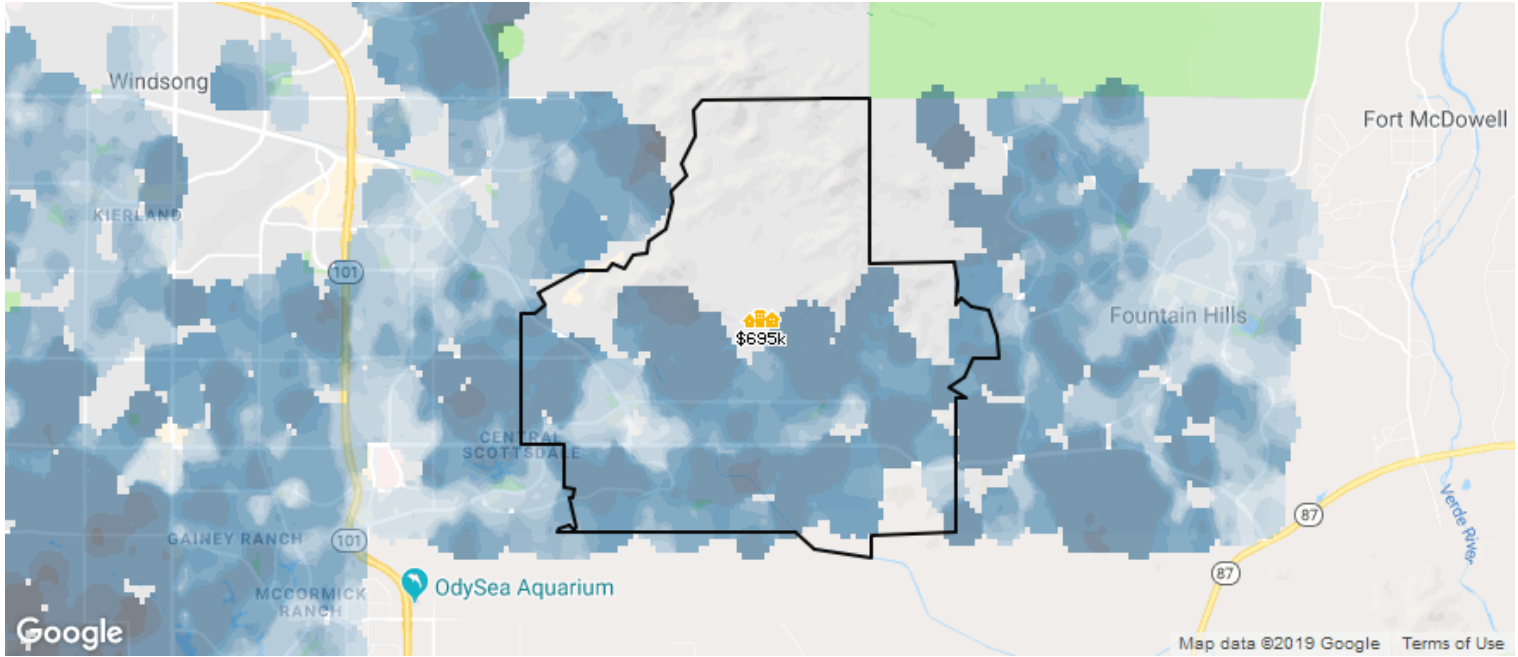 Windsong
Fort McDowell
KIERLAND
101
Fountain Hills
$695k
CENTRAL
SCOTTSDALE
87
Verde River
GAINEY RANCH
101
87
OdySea Aquarium
MCCORMICK
RANCH
Google
Map data ©2019 Google
Terms of Use